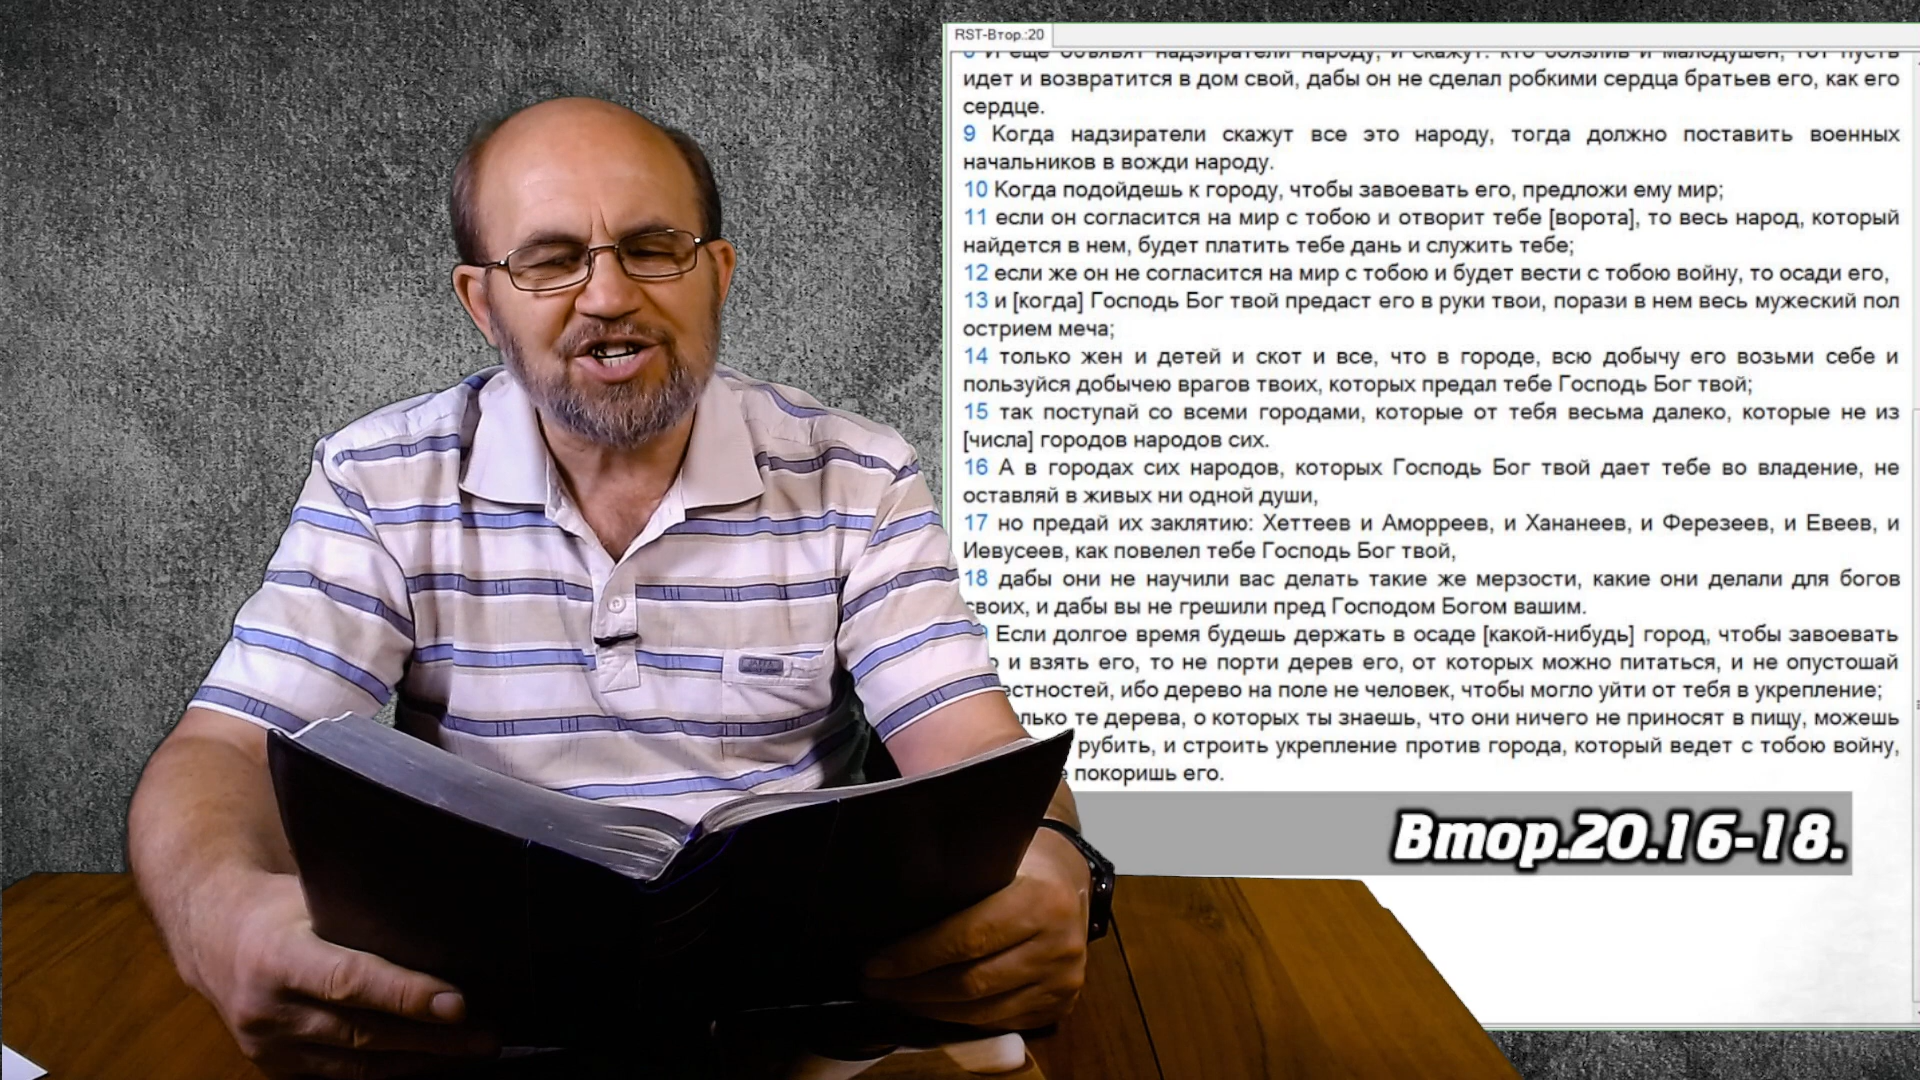 RST-Втор.:20
8 И еще объявят надзиратели народу, и скажут: кто боязлив и малодушен, тот пусть
идет и возвратится в дом свой, дабы он не сделал робкими сердца братьев его, как его
сердце.
9 Когда надзиратели скажут все это народу, тогда должно поставить военных
начальников в вожди народу.
10 Когда подойдешь к городу, чтобы завоевать его, предложи ему мир;
11 если он согласится на мир с тобою и отворит тебе [ворота], то весь народ, который
найдется в нем, будет платить тебе дань и служить тебе;
12 если же он не согласится на мир с тобою и будет вести с тобою войну, то осади его,
13 и [когда] Господь Бог твой предаст его в руки твои, порази в нем весь мужеский пол
острием меча;
14 только жен и детей и скот и все, что в городе, всю добычу его возьми себе и
пользуйся добычею врагов твоих, которых предал тебе Господь Бог твой;
15 так поступай со всеми городами, которые от тебя весьма далеко, которые не из
[числа] городов народов сих.
16 А в городах сих народов, которых Господь Бог твой дает тебе во владение, не
оставляй в живых ни одной души,
17 но предай их заклятию: Хеттеев и Аморреев, и Хананеев, и Ферезеев, и Евеев, и
Иевусеев, как повелел тебе Господь Бог твой,
18 дабы они не научили вас делать такие же мерзости, какие они делали для богов
своих, и дабы вы не грешили пред Господом Богом вашим.
Если долгое время будешь держать в осаде [какой-нибудь] город, чтобы завоевать
и взять его, то не порти дерев его, от которых можно питаться, и не опустошай
естностей, ибо дерево на поле не человек, чтобы могло уйти от тебя в укрепление;
олько те дерева, о которых ты знаешь, что они ничего не приносят в пищу, можешь
рубить, и строить укрепление против города, который ведет с тобою войну,
покоришь его.
Втор.20.16-18.